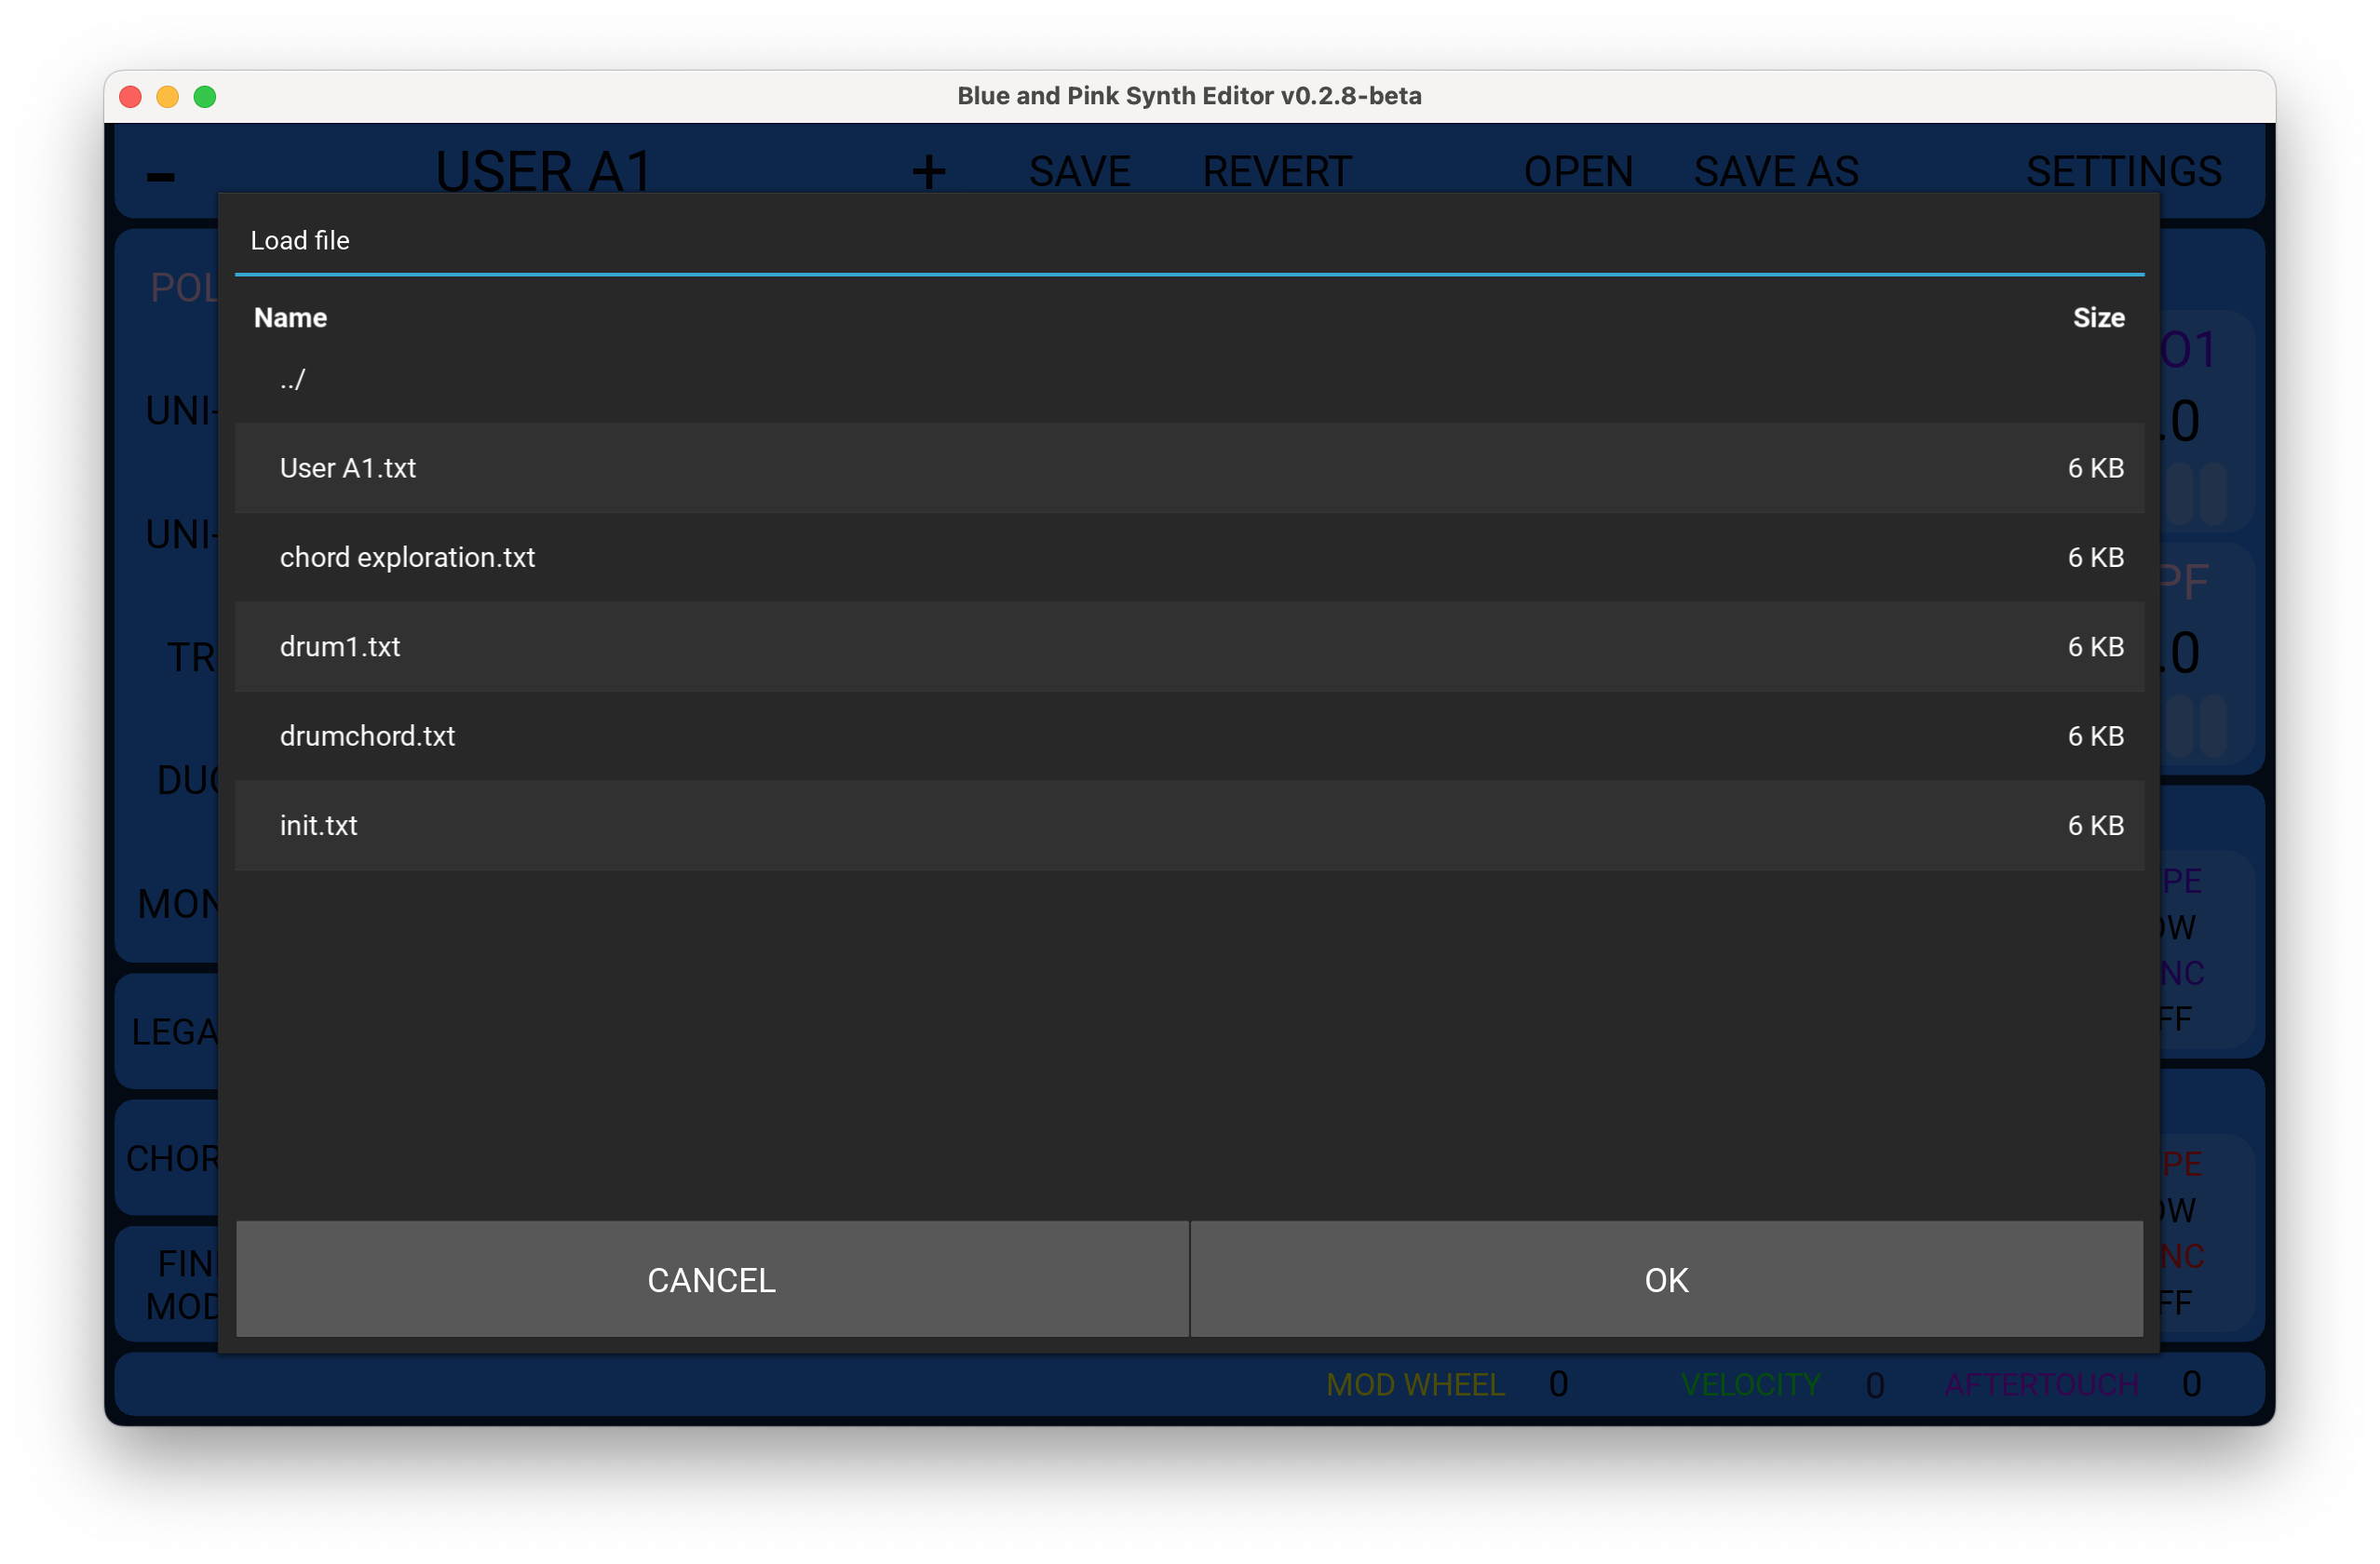 Blue and Pink Synth Editor v0.2.8-beta
- USER A1 + SAVE REVERT OPEN SAVE AS SETTINGS
Load file
Name Size
../
User A1.txt 6 KB
chord exploration.txt 6 KB
drum1.txt 6 KB
drumchord.txt 6 KB
init.txt 6 KB
CANCEL OK
POL
UNI-
UNI-
TR
DUO
MON
LEGA
CHOR
FIN
MOD
O1
.0
PF
.0
PE
OW
NC
FF
PE
OW
NC
FF
MOD WHEEL 0 VELOCITY 0 AFTERTOUCH 0